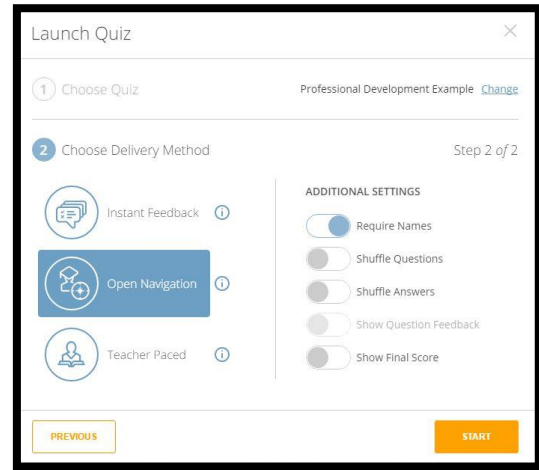 Launch Quiz
1 Choose Quiz
Professional Development Example Change
2 Choose Delivery Method
Step 2 of 2
Instant Feedback
Open Navigation
Teacher Paced
ADDITIONAL SETTINGS
Require Names
Shuffle Questions
Shuffle Answers
Show Question Feedback
Show Final Score
PREVIOUS
START